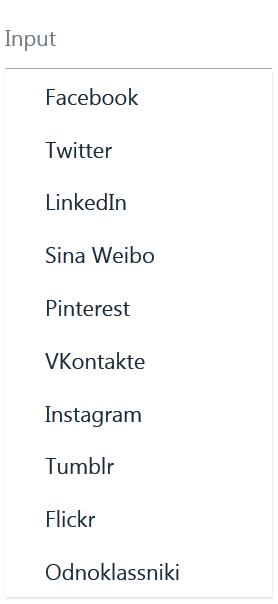 Input
Facebook
Twitter
LinkedIn
Sina Weibo
Pinterest
VKontakte
Instagram
Tumblr
Flickr
Odnoklassniki